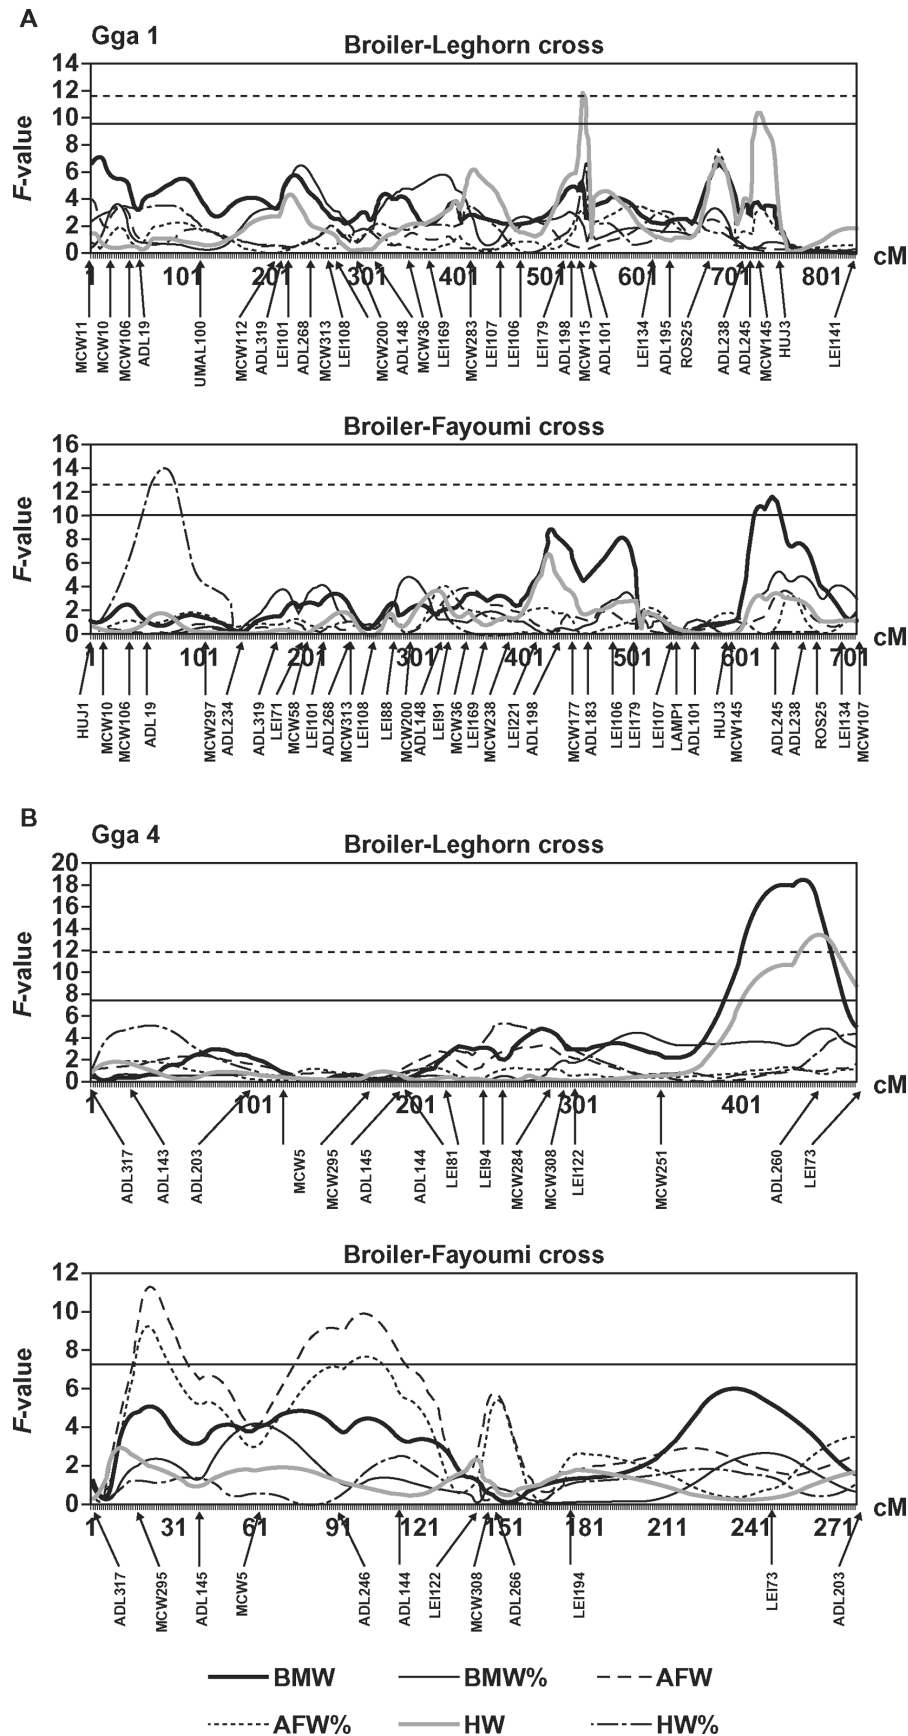 A
Gga 1
Broiler-Leghorn cross
14
12
10
8
6
4
2
0
F-value
1 101 201 301 401 501 601 701 801 cM
MCW11 MCW10 MCW106 ADL19 UMAL100 MCW112 ADL319 LEI101 ADL268 MCW313 LEI108 MCW200 ADL148 MCW36 LEI169 MCW283 LEI107 LEI106 LEI179 ADL198 MCW115 ADL101 LEI134 ADL195 ROS25 ADL238 ADL245 MCW145 HUJ3 LEI141
Broiler-Fayoumi cross
16
14
12
10
8
6
4
2
0
F-value
1 101 201 301 401 501 601 701 cM
HUJ1 MCW10 MCW106 ADL19 MCW297 ADL234 ADL319 LEI71 MCW58 LEI101 ADL268 MCW313 LEI108 LEI88 MCW200 ADL148 LEI91 MCW36 LEI169 MCW238 LEI221 ADL198 MCW177 ADL183 LEI106 LEI179 LEI107 LAMP1 ADL101 HUJ3 MCW145 ADL245 ADL238 ROS25 LEI134 MCW107
B
Gga 4
Broiler-Leghorn cross
20
18
16
14
12
10
8
6
4
2
0
F-value
1 101 201 301 401 cM
ADL317 ADL143 ADL203 MCW5 MCW295 ADL145 ADL144 LEI81 LEI94 MCW284 MCW308 LEI122 MCW251 ADL260 LEI73
Broiler-Fayoumi cross
12
10
8
6
4
2
0
F-value
1 31 61 91 121 151 181 211 241 271 cM
ADL317 MCW295 ADL145 MCW5 ADL246 ADL144 LEI122 MCW308 ADL266 LEI194 LEI73 ADL203
BMW BMW% AFW
AFW% HW HW%